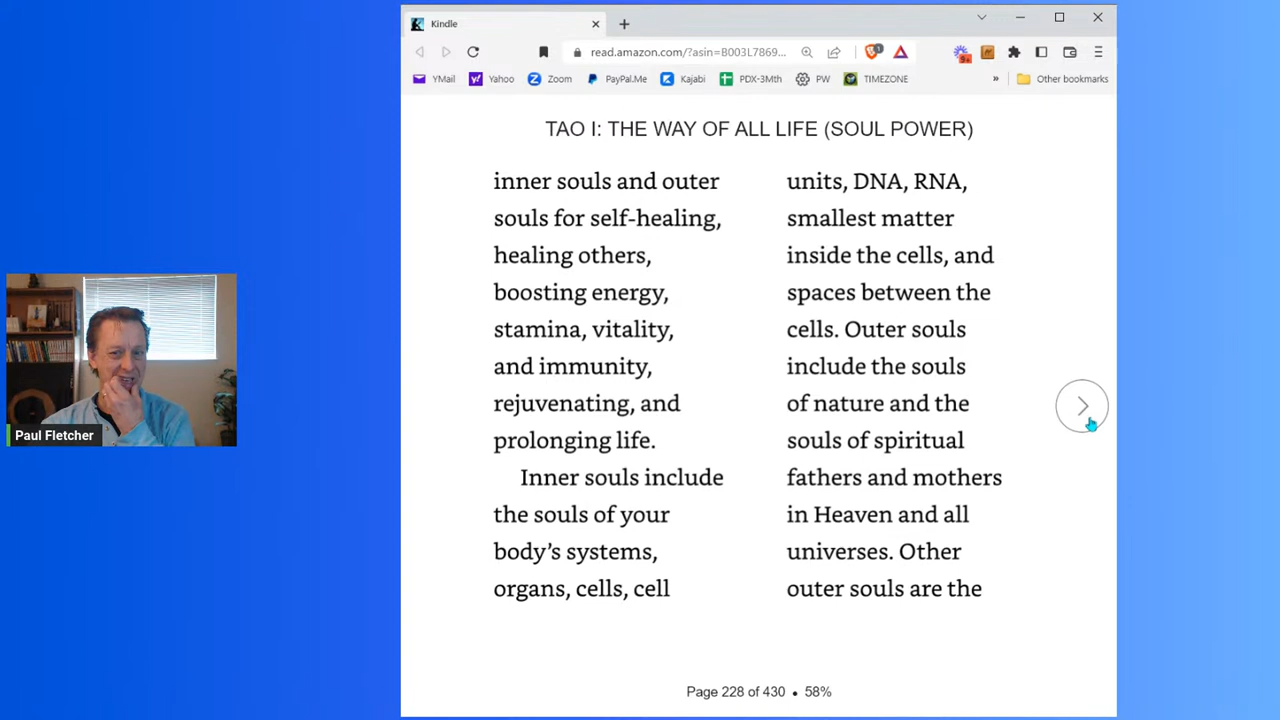 Kindle
read.amazon.com/?asin=B003L7869...
1
9+
YMail
Yahoo
Zoom
PayPal.Me
Kajabi
PDX-3Mth
PW
TIMEZONE
»
Other bookmarks
TAO I: THE WAY OF ALL LIFE (SOUL POWER)
inner souls and outer
souls for self-healing,
healing others,
boosting energy,
stamina, vitality,
and immunity,
rejuvenating, and
prolonging life.
Inner souls include
the souls of your
body’s systems,
organs, cells, cell
units, DNA, RNA,
smallest matter
inside the cells, and
spaces between the
cells. Outer souls
include the souls
of nature and the
souls of spiritual
fathers and mothers
in Heaven and all
universes. Other
outer souls are the
Page 228 of 430 • 58%
Paul Fletcher